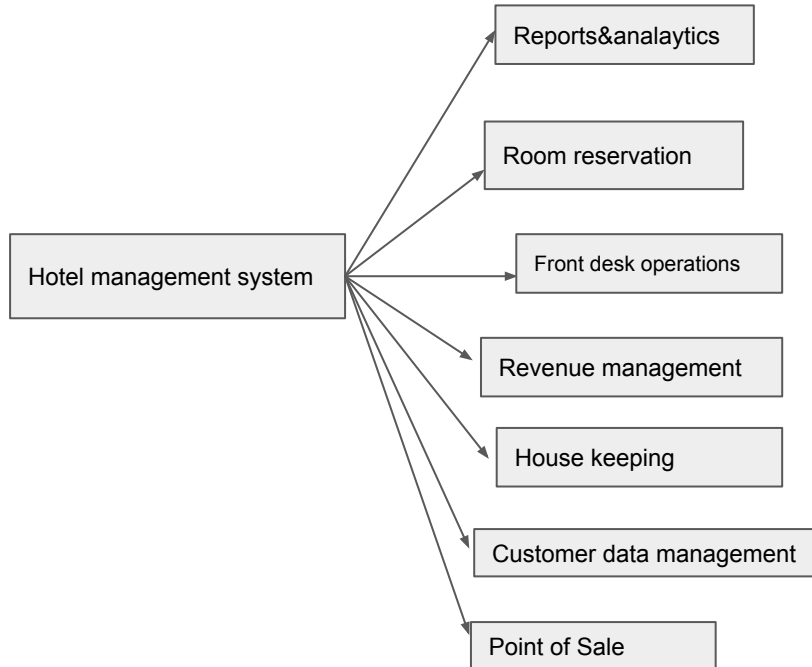 Reports&analaytics
Room reservation
Hotel management system
Front desk operations
Revenue management
House keeping
Customer data management
Point of Sale